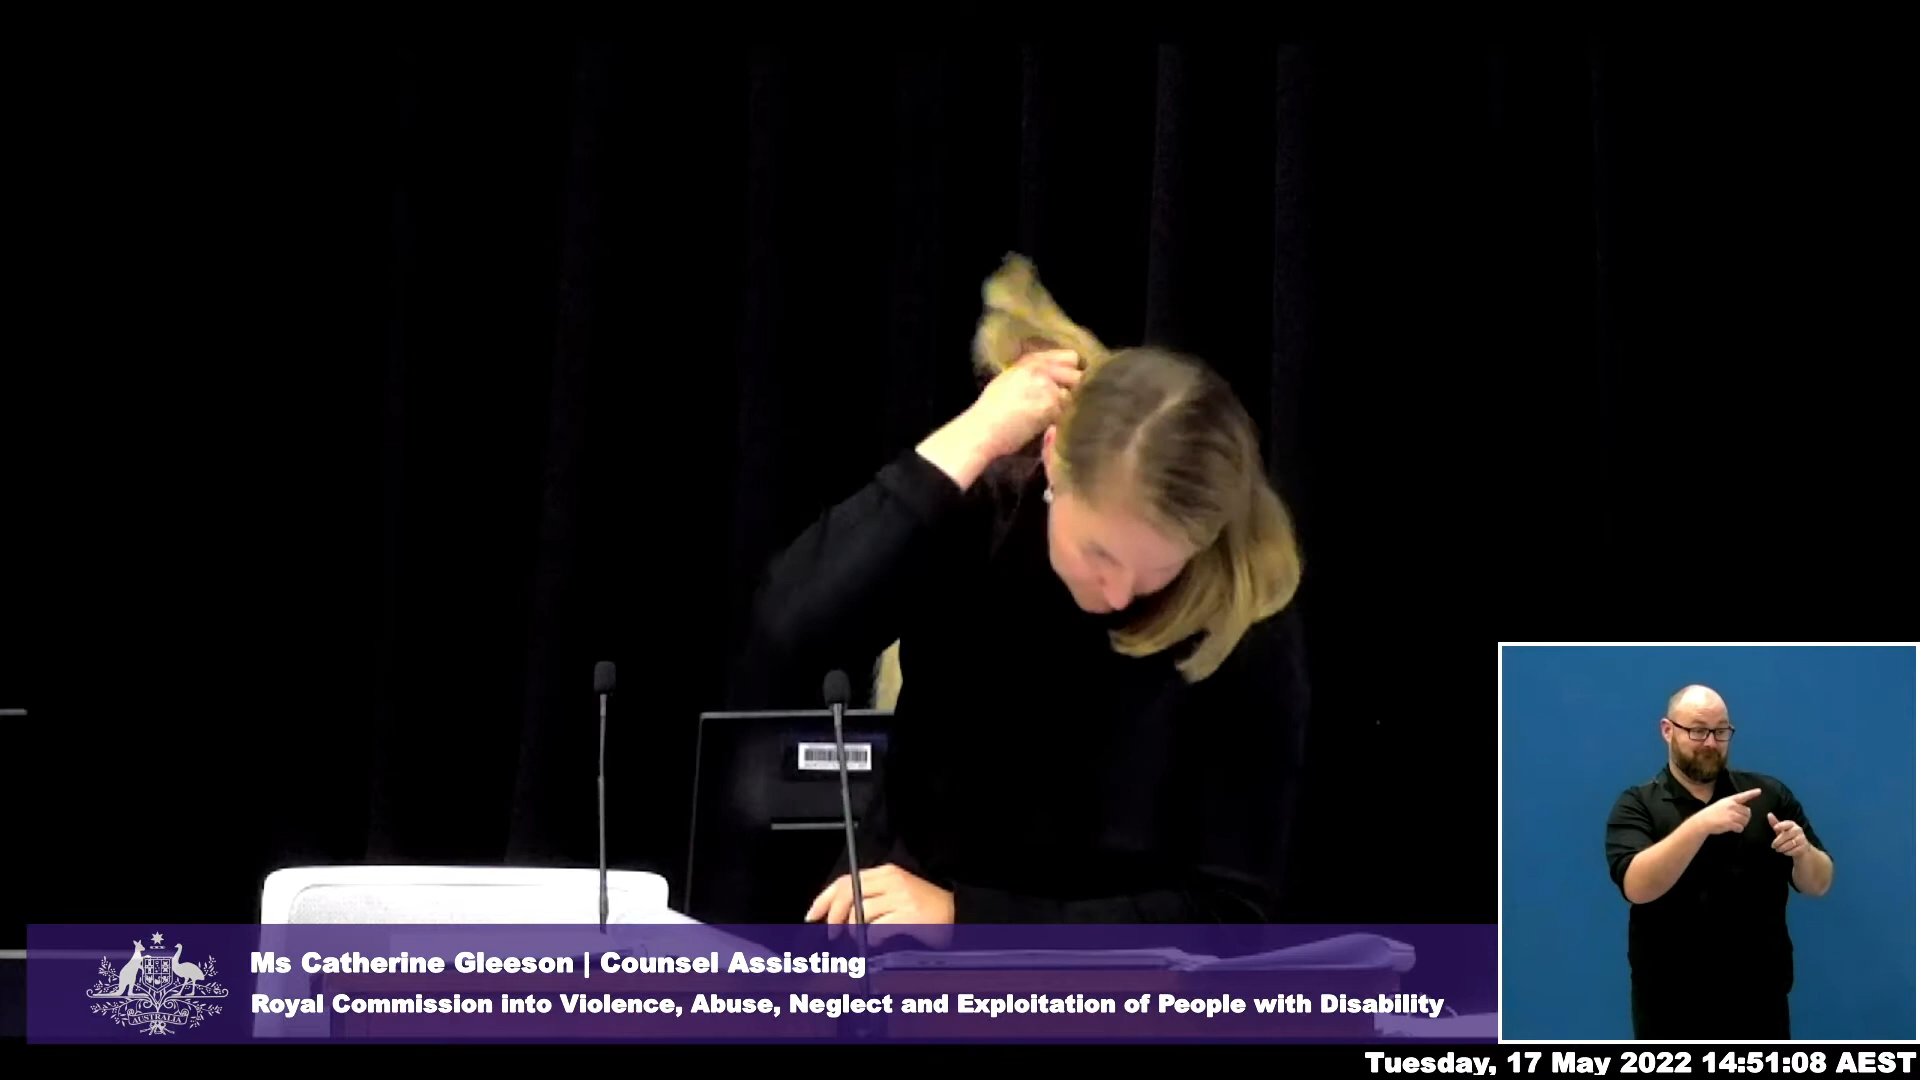 Ms Catherine Gleeson | Counsel Assisting
Royal Commission into Violence, Abuse, Neglect and Exploitation of People with Disability
AUSTRALIA
Tuesday, 17 May 2022 14:51:08 AEST